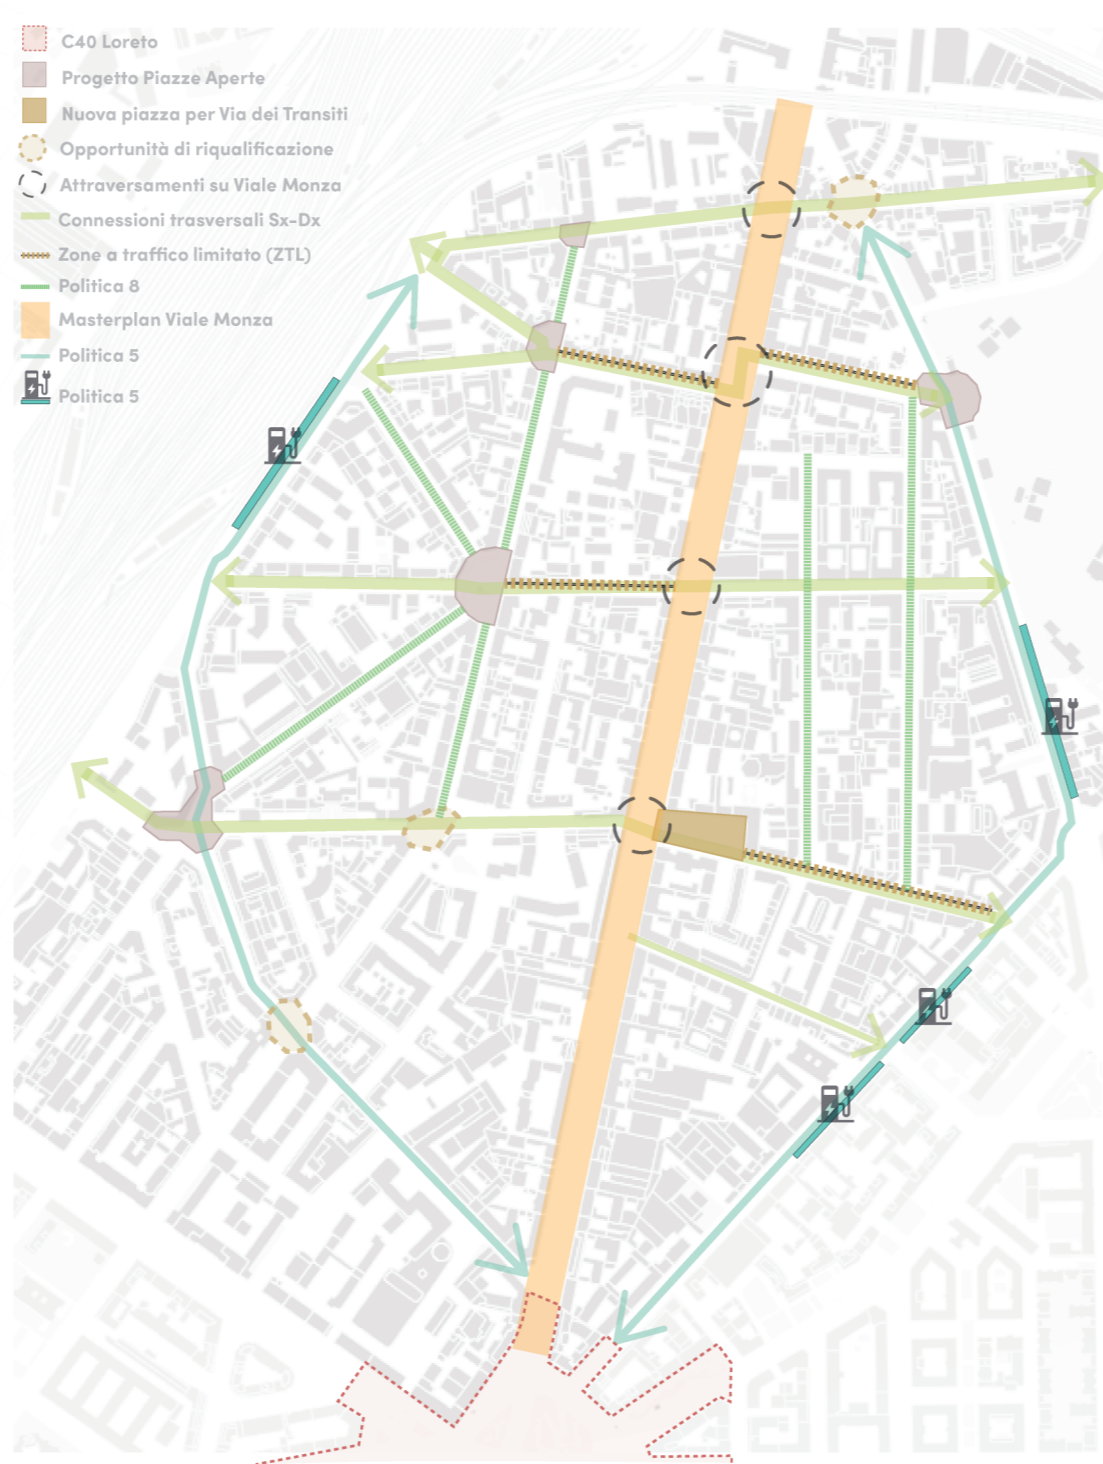 C40 Loreto
Progetto Piazze Aperte
Nuova piazza per Via dei Transiti
Opportunità di riqualificazione
Attraversamenti su Viale Monza
Connessioni trasversali Sx-Dx
Zone a traffico limitato (ZTL)
Politica 8
Masterplan Viale Monza
Politica 5
Politica 5